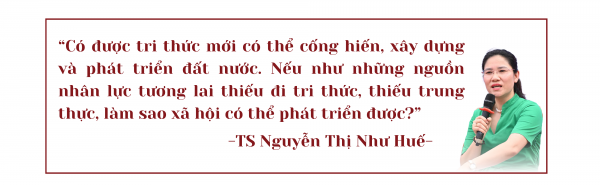 “Có được tri thức mới có thể cống hiến, xây dựng
và phát triển đất nước. Nếu như những nguồn
nhân lực tương lai thiếu đi tri thức, thiếu trung
thực, làm sao xã hội có thể phát triển được?”
-TS Nguyễn Thị Như Huế-